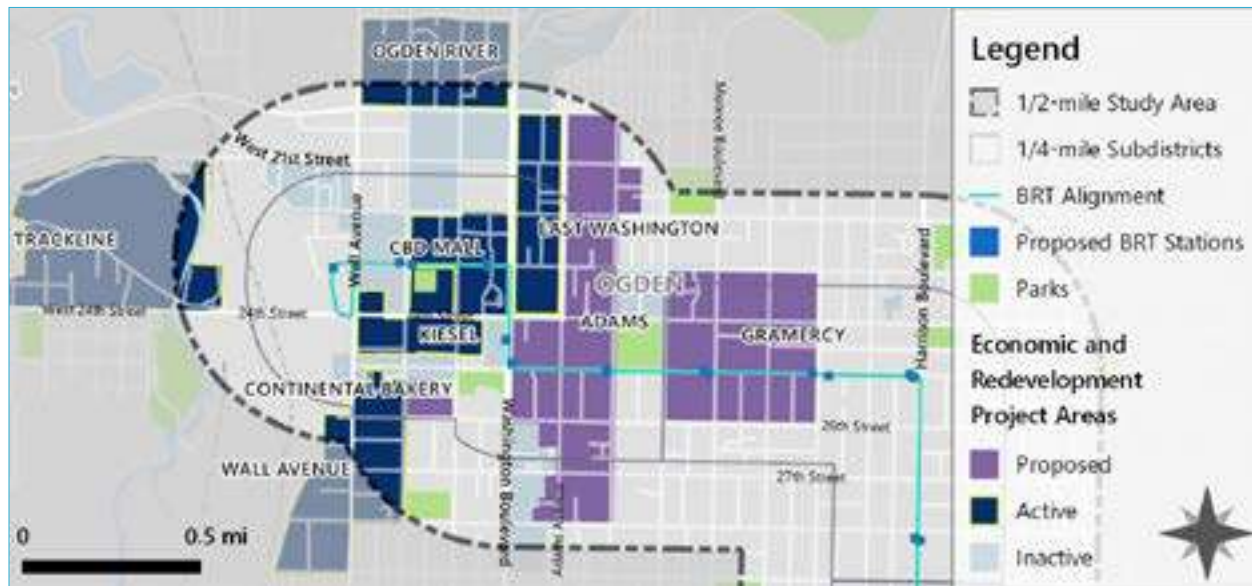 OGDEN RIVER
West 21st Street
Monroe Boulevard
TRACKLINE
Wall Avenue
CBD MALL
EAST WASHINGTON
Harrison Boulevard
OGDEN
West 24th Street
24th Street
KIESEL
ADAMS
GRAMERCY
CONTINENTAL BAKERY
Washington Boulevard
26th Street
WALL AVENUE
27th Street
0
0.5 mi
Legend
1/2-mile Study Area
1/4-mile Subdistricts
BRT Alignment
Proposed BRT Stations
Parks
Economic and
Redevelopment
Project Areas
Proposed
Active
Inactive